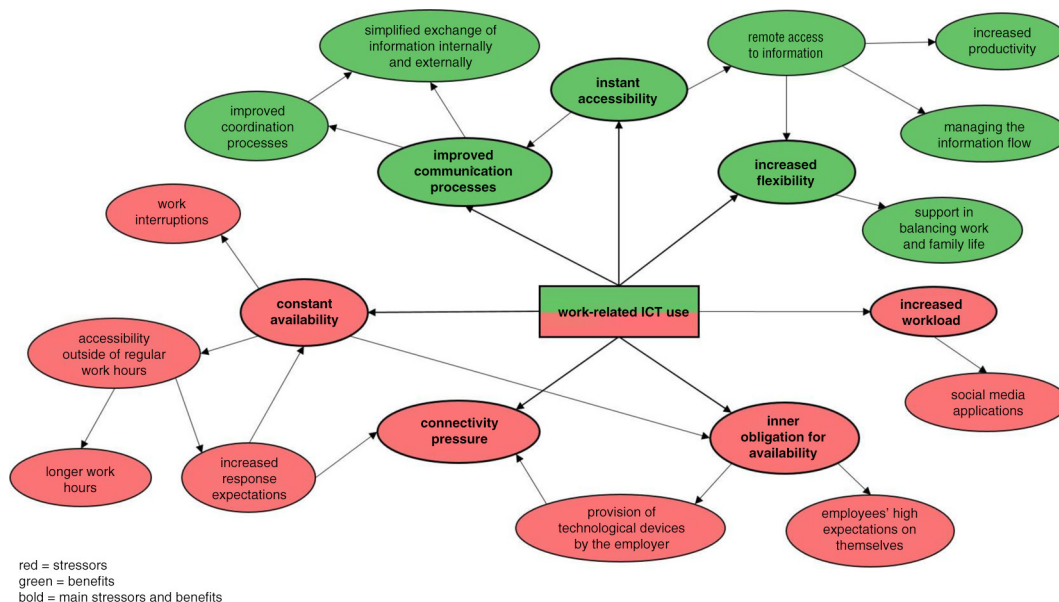 simplified exchange of
information internally
and externally
remote access
to information
increased
productivity
instant
accessibility
improved
coordination
processes
managing the
information flow
improved
communication
processes
increased
flexibility
work
interruptions
support in
balancing work
and family life
constant
availability
work-related ICT use
increased
workload
accessibility
outside of regular
work hours
social media
applications
connectivity
pressure
inner
obligation for
availability
longer work
hours
increased
response
expectations
provision of
technological devices
by the employer
employees’ high
expectations on
themselves
red = stressors
green = benefits
bold = main stressors and benefits